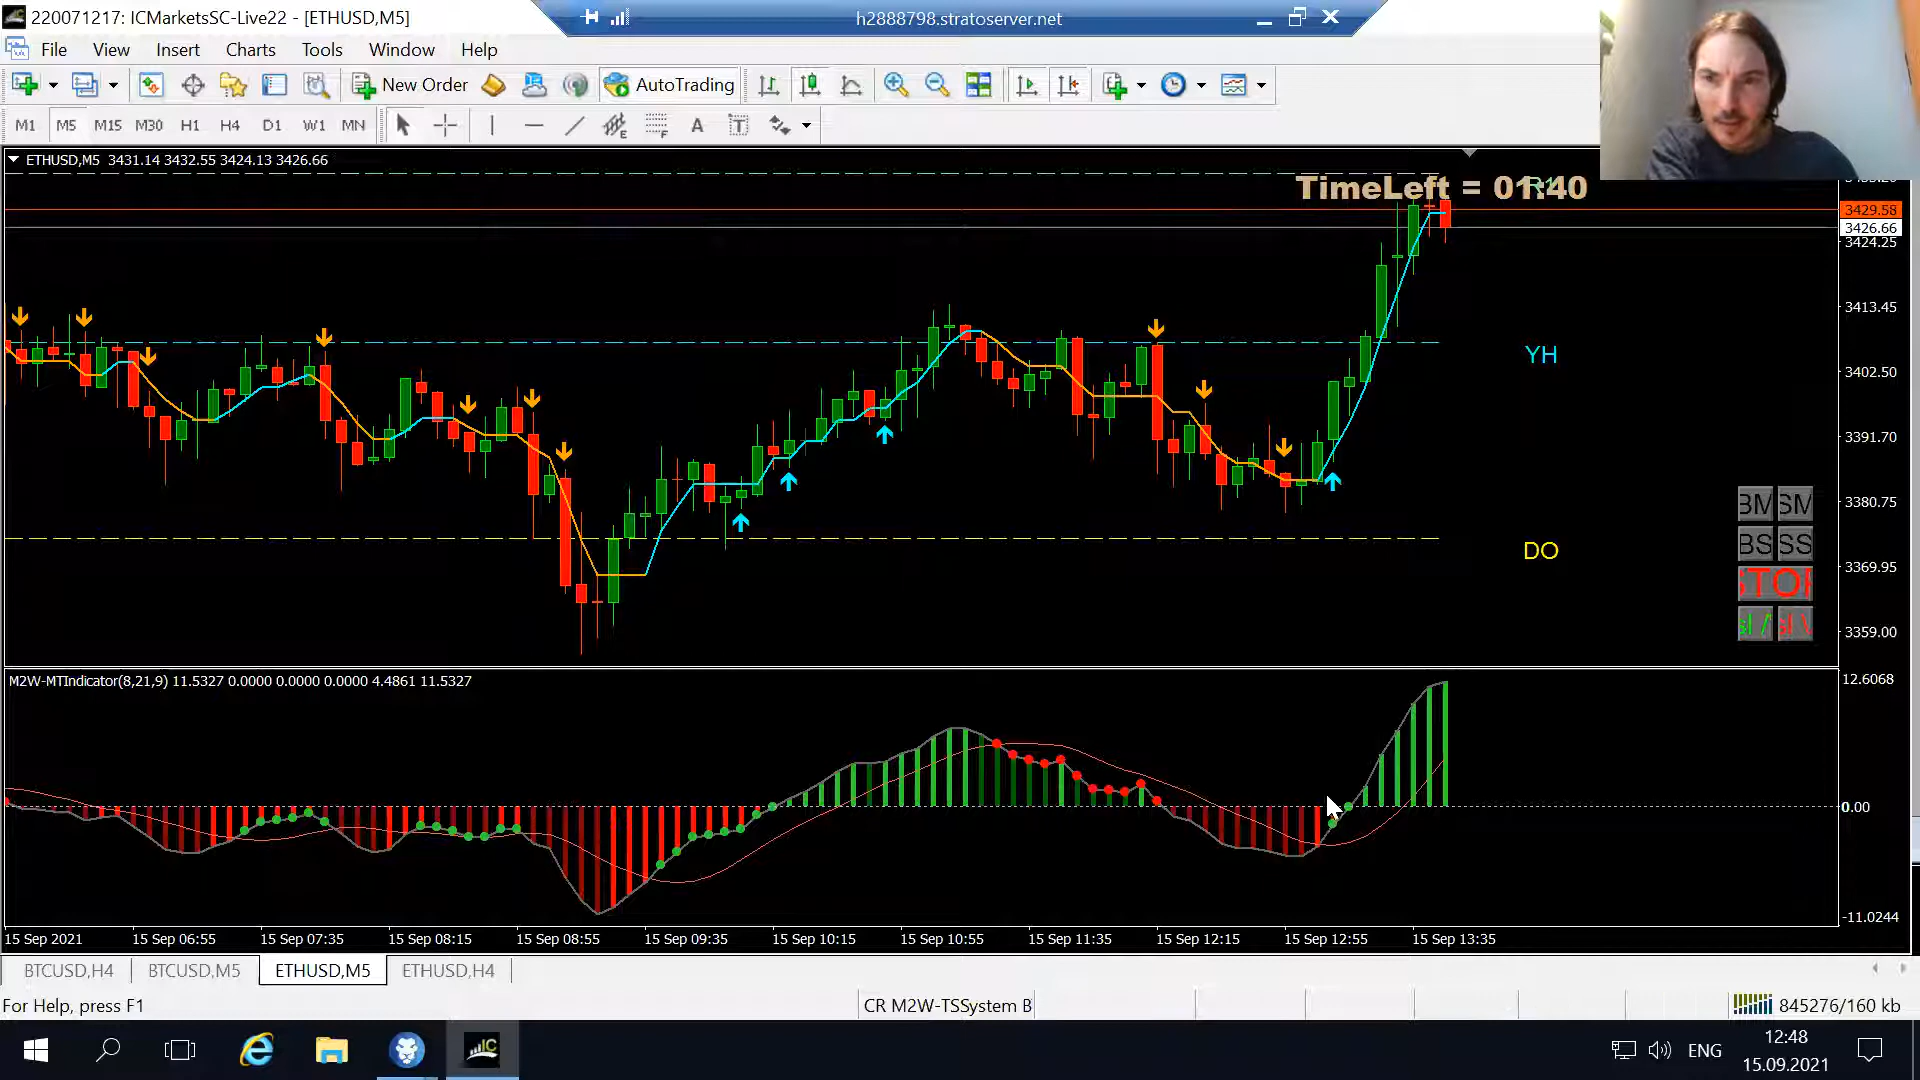 220071217: ICMarketsSC-Live22 - [ETHUSD,M5]
h2888798.stratoserver.net
File View Insert Charts Tools Window Help
New Order AutoTrading
M1 M5 M15 M30 H1 H4 D1 W1 MN A T
ETHUSD,M5 3431.14 3432.55 3424.13 3426.66
TimeLeft = 01:40
3429.58
3426.66
3424.25
3413.45
YH
3402.50
3391.70
3380.75
BM SM
BS SS
DO
3369.95
STOP
sl / sl \
3359.00
M2W-MTIndicator(8,21,9) 11.5327 0.0000 0.0000 0.0000 4.4861 11.5327
12.6068
0.00
-11.0244
15 Sep 2021 15 Sep 06:55 15 Sep 07:35 15 Sep 08:15 15 Sep 08:55 15 Sep 09:35 15 Sep 10:15 15 Sep 10:55 15 Sep 11:35 15 Sep 12:15 15 Sep 12:55 15 Sep 13:35
BTCUSD,H4 BTCUSD,M5 ETHUSD,M5 ETHUSD,H4
For Help, press F1
CR M2W-TSSystem B
845276/160 kb
IC
ENG
12:48
15.09.2021